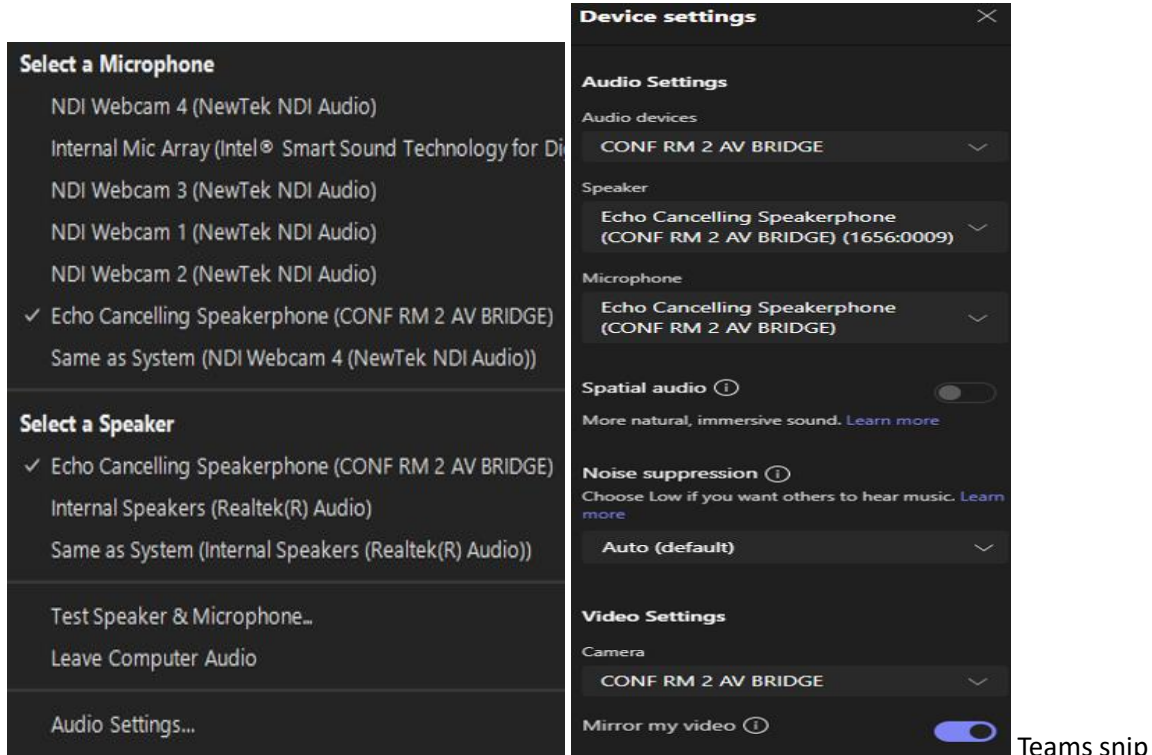 Select a Microphone
NDI Webcam 4 (NewTek NDI Audio)
Internal Mic Array (Intel® Smart Sound Technology for Di
NDI Webcam 3 (NewTek NDI Audio)
NDI Webcam 1 (NewTek NDI Audio)
NDI Webcam 2 (NewTek NDI Audio)
✓ Echo Cancelling Speakerphone (CONF RM 2 AV BRIDGE)
Same as System (NDI Webcam 4 (NewTek NDI Audio))
Select a Speaker
✓ Echo Cancelling Speakerphone (CONF RM 2 AV BRIDGE)
Internal Speakers (Realtek(R) Audio)
Same as System (Internal Speakers (Realtek(R) Audio))
Test Speaker & Microphone...
Leave Computer Audio
Audio Settings...
Device settings
Audio Settings
Audio devices
CONF RM 2 AV BRIDGE
Speaker
Echo Cancelling Speakerphone
(CONF RM 2 AV BRIDGE) (1656:0009)
Microphone
Echo Cancelling Speakerphone
(CONF RM 2 AV BRIDGE)
Spatial audio
More natural, immersive sound. Learn more
Noise suppression
Choose Low if you want others to hear music. Learn
more
Auto (default)
Video Settings
Camera
CONF RM 2 AV BRIDGE
Mirror my video
Teams snip